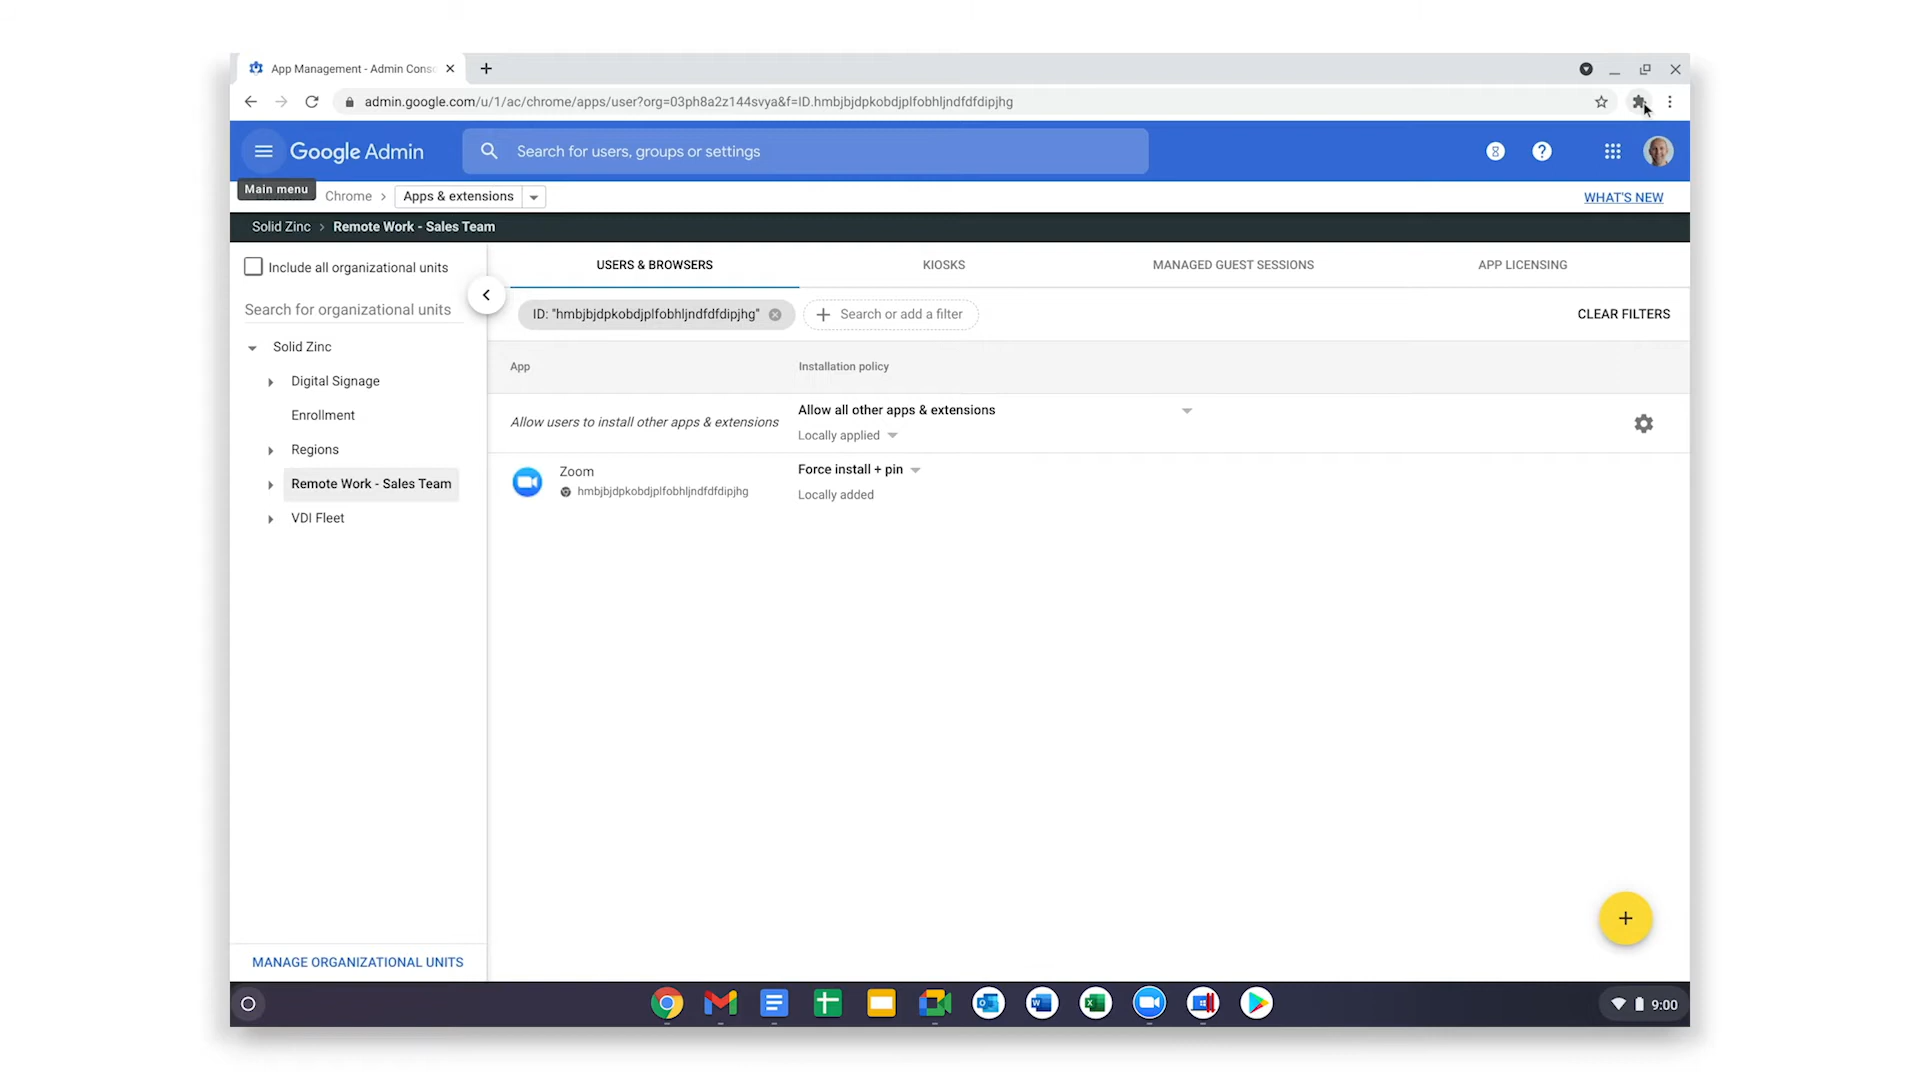 App Management - Admin Conso
admin.google.com/u/1/ac/chrome/apps/user?org=03ph8a2z144svya&f=ID.hmbjbjdpkobdjplfobhljndfdfdipjhg
Google Admin
Search for users, groups or settings
8
?
Main menu
Chrome > Apps & extensions
WHAT'S NEW
Solid Zinc > Remote Work - Sales Team
Include all organizational units
Search for organizational units
Solid Zinc
Digital Signage
Enrollment
Regions
Remote Work - Sales Team
VDI Fleet
MANAGE ORGANIZATIONAL UNITS
USERS & BROWSERS
KIOSKS
MANAGED GUEST SESSIONS
APP LICENSING
ID: "hmbjbjdpkobdjplfobhljndfdfdipjhg"
Search or add a filter
CLEAR FILTERS
App
Installation policy
Allow users to install other apps & extensions
Allow all other apps & extensions
Locally applied
Zoom
hmbjbjdpkobdjplfobhljndfdfdipjhg
Force install + pin
Locally added
9:00